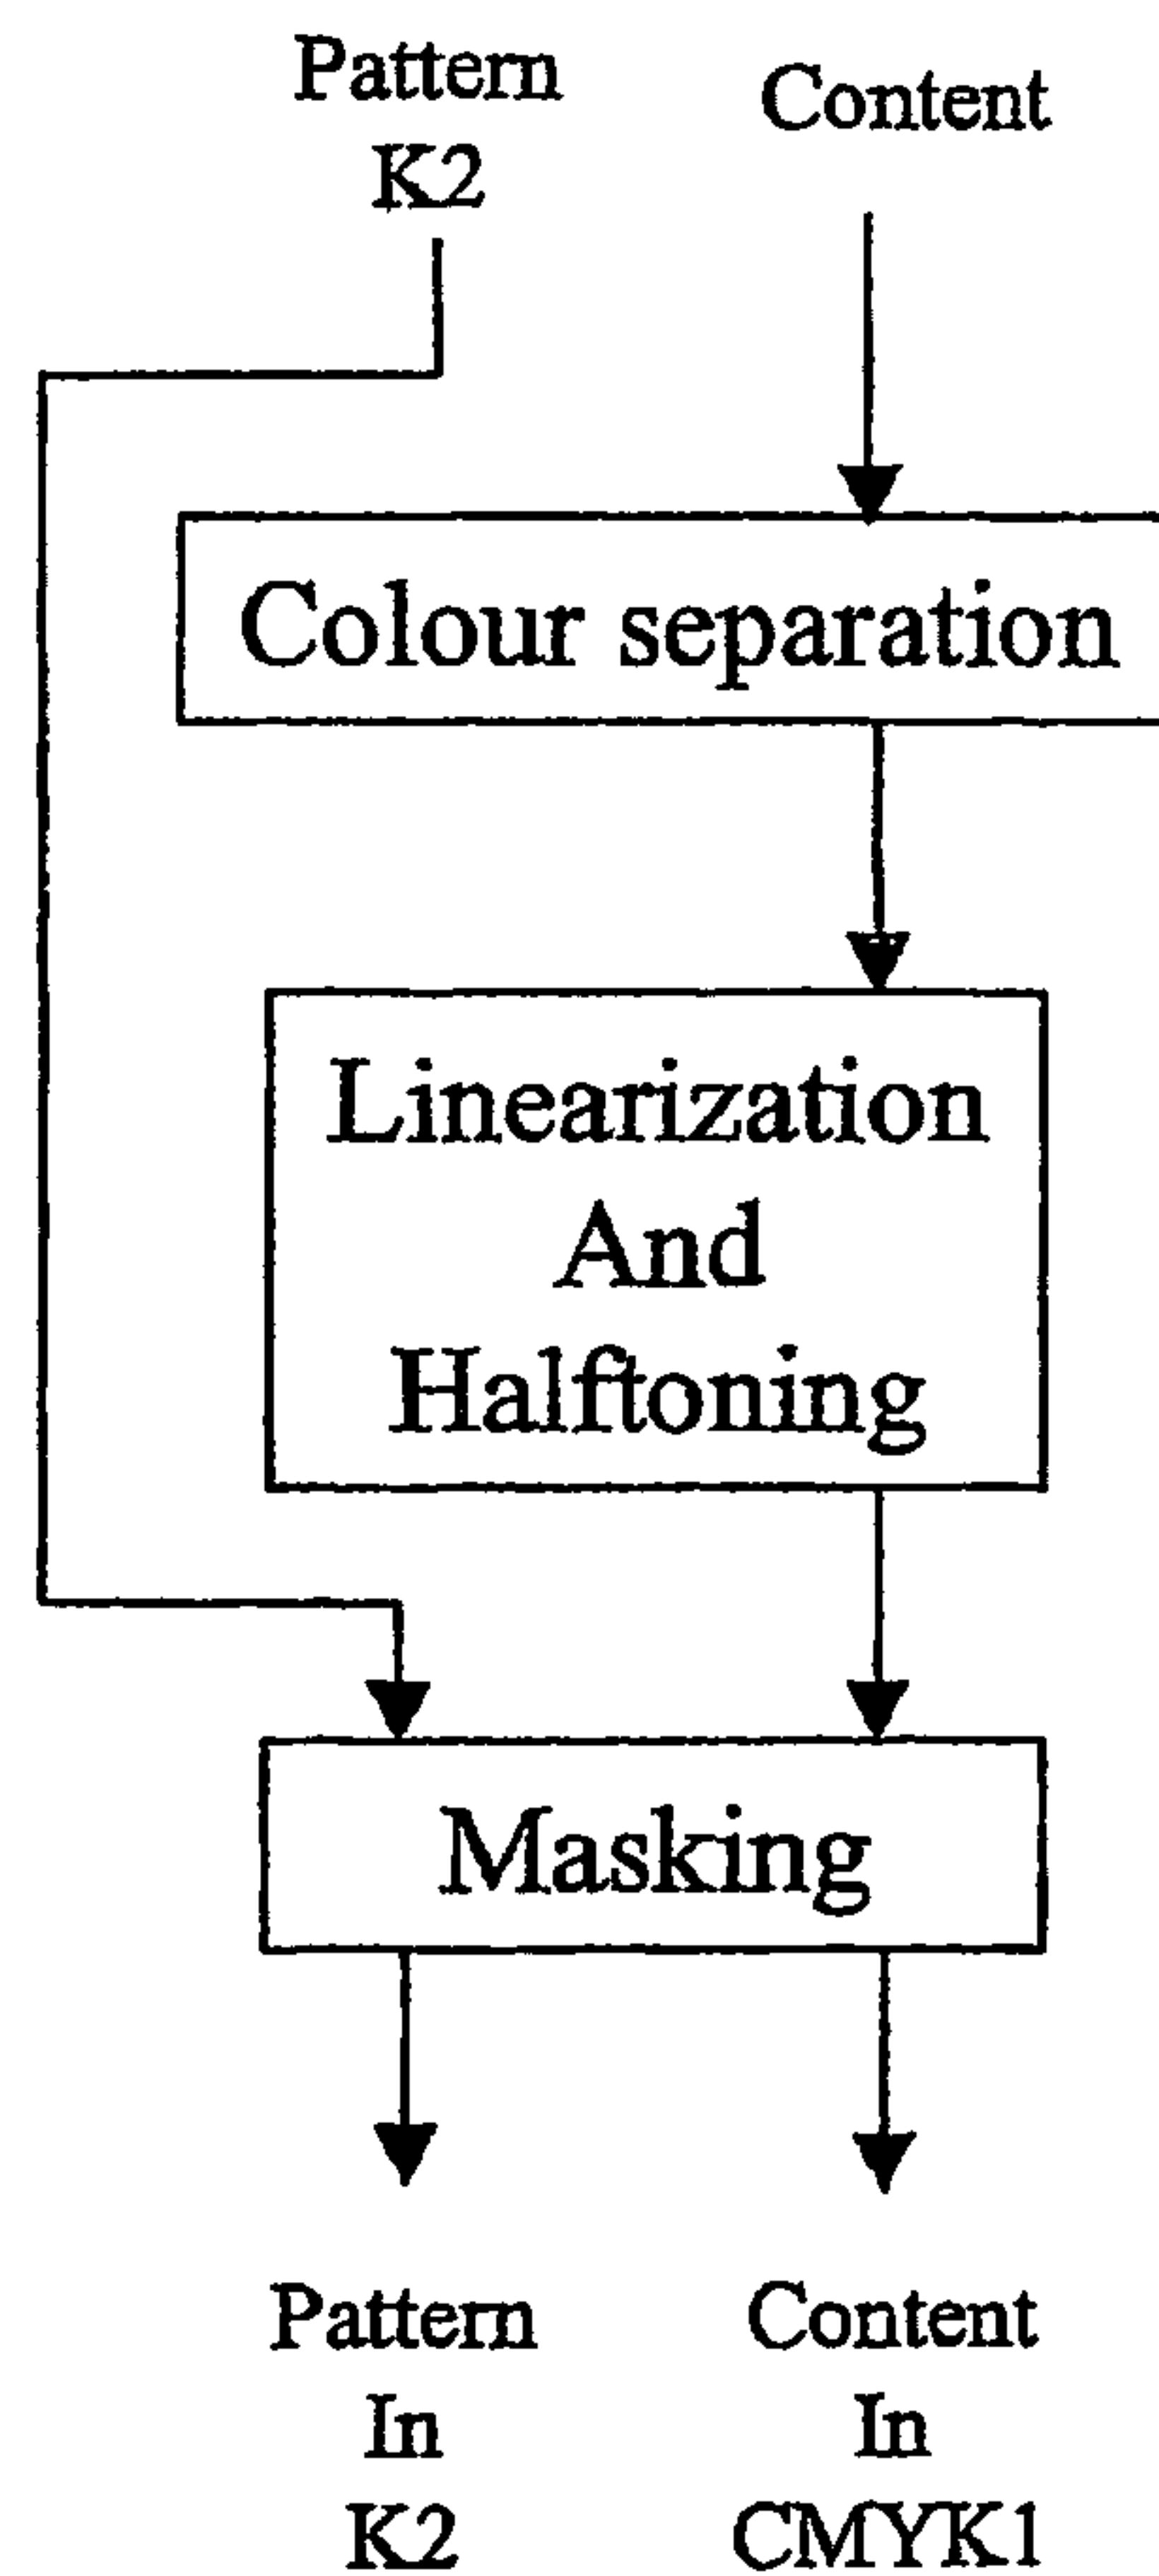 Pattern
K2
Content
Colour separation
Linearization
And
Halftoning
Masking
Pattern
In
K2
Content
In
CMYK1